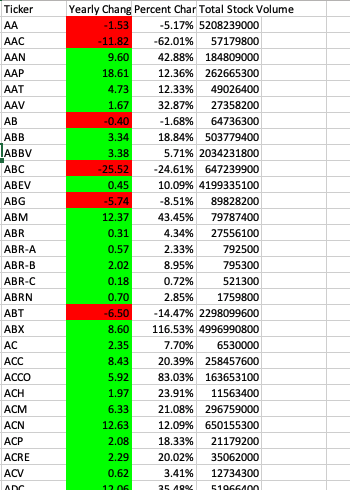 Ticker Yearly Chang Percent Char Total Stock Volume
AA -1.53 -5.17% 5208239000
AAC -11.82 -62.01% 57179800
AAN 9.60 42.88% 184809000
AAP 18.61 12.36% 262665300
AAT 4.73 12.33% 49026400
AAV 1.67 32.87% 27358200
AB -0.40 -1.68% 64736300
ABB 3.34 18.84% 503779400
ABBV 3.38 5.71% 2034231800
ABC -25.52 -24.61% 647239900
ABEV 0.45 10.09% 4199335100
ABG -5.74 -8.51% 89828200
ABM 12.37 43.45% 79787400
ABR 0.31 4.34% 27556100
ABR-A 0.57 2.33% 792500
ABR-B 2.02 8.95% 795300
ABR-C 0.18 0.72% 521300
ABRN 0.70 2.85% 1759800
ABT -6.50 -14.47% 2298099600
ABX 8.60 116.53% 4996990800
AC 2.35 7.70% 6530000
ACC 8.43 20.39% 258457600
ACCO 5.92 83.03% 163653100
ACH 1.97 23.91% 11563400
ACM 6.33 21.08% 296759000
ACN 12.63 12.09% 650155300
ACP 2.08 18.33% 21179200
ACRE 2.29 20.02% 35062000
ACV 0.62 3.41% 12734300
ADC 12.06 35.48% 51966400